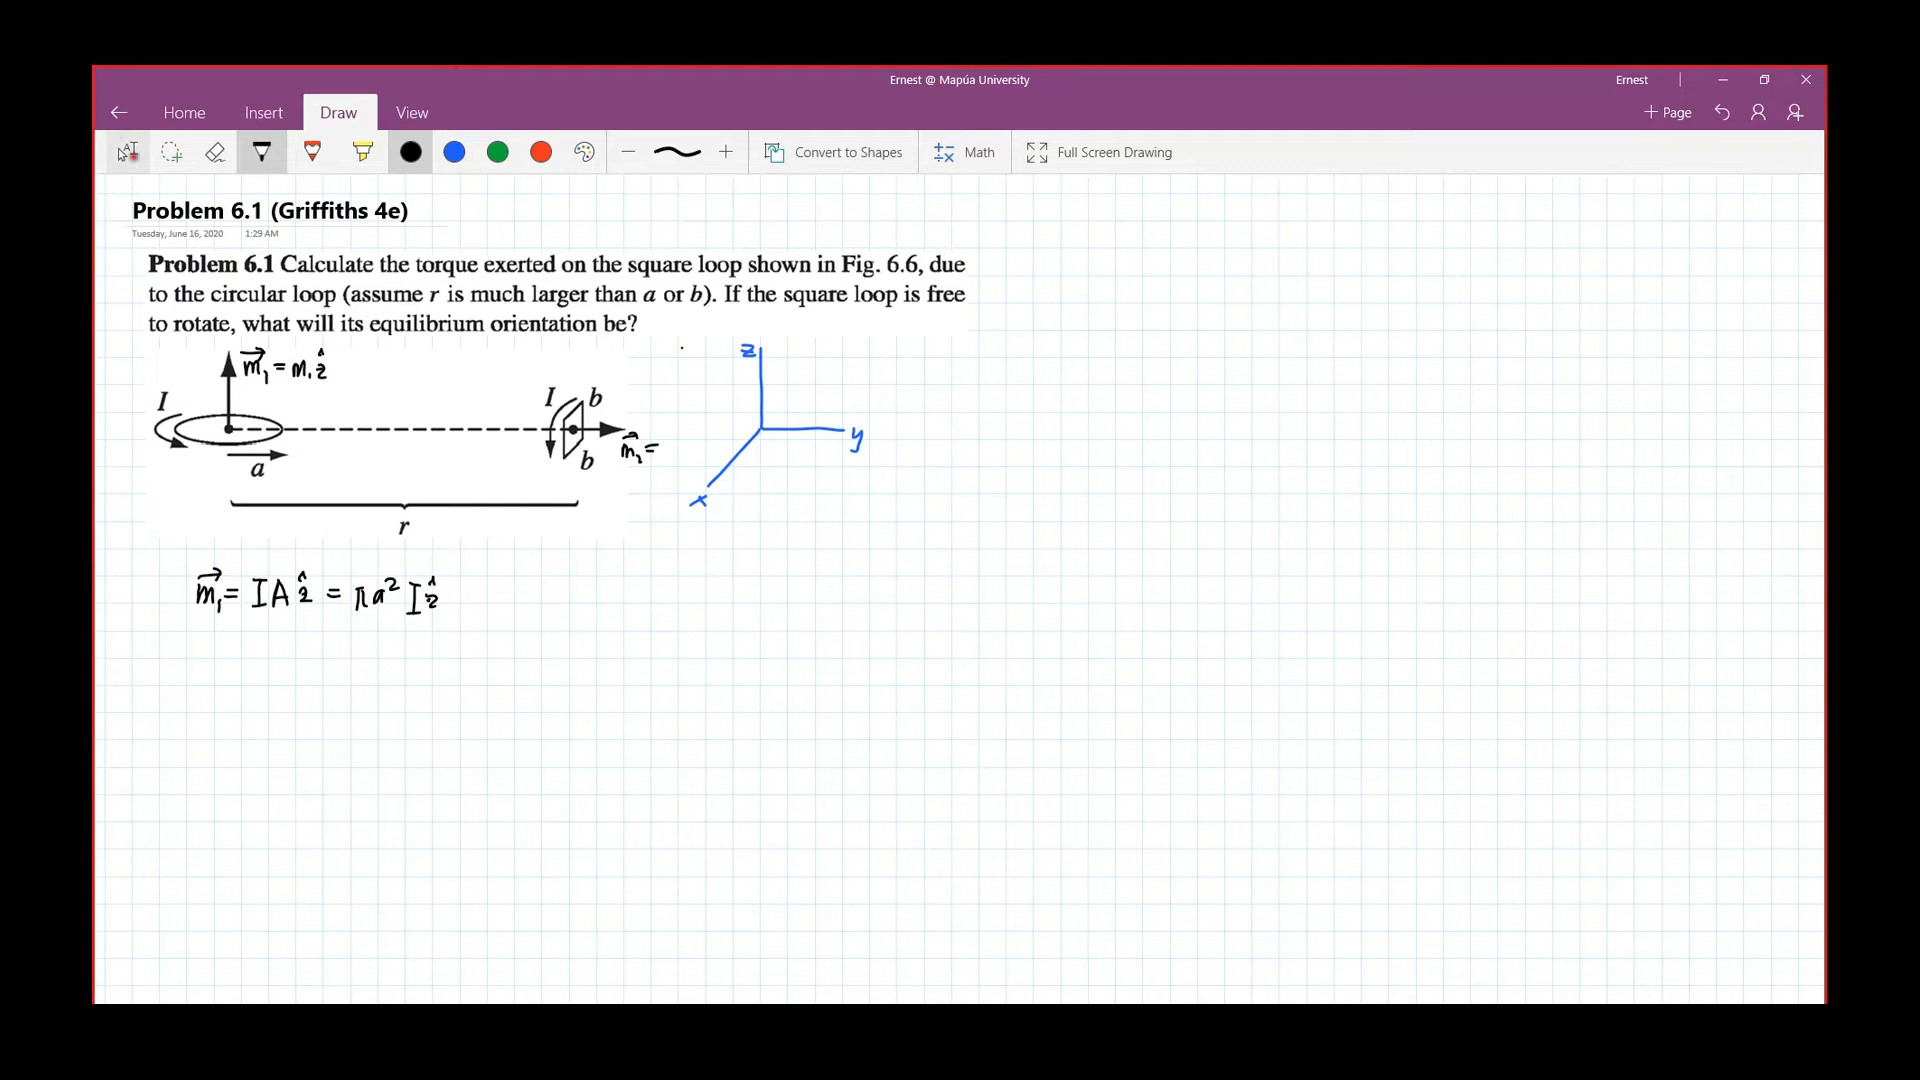 Ernest @ Mapúa University
Ernest
Home Insert Draw View
Page
Convert to Shapes Math Full Screen Drawing
Problem 6.1 (Griffiths 4e)
Tuesday, June 16, 2020 1:29 AM
Problem 6.1 Calculate the torque exerted on the square loop shown in Fig. 6.6, due
to the circular loop (assume r is much larger than a or b). If the square loop is free
to rotate, what will its equilibrium orientation be?
m⃗₁ = m₁ ẑ
z
I
I b
y
m⃗₂ =
a
b
x
r
m⃗₁ = IA ẑ = πa² I ẑ